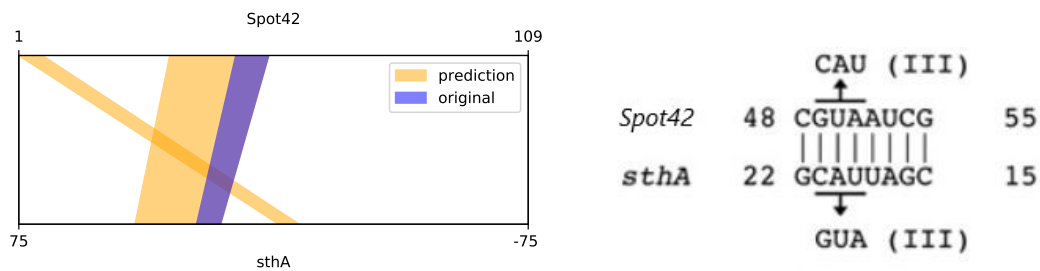 Spot42
1 109
prediction
original
75 -75
sthA
CAU (III)
Spot42 48 CGUAAUCG 55
sthA 22 GCAUUAGC 15
GUA (III)